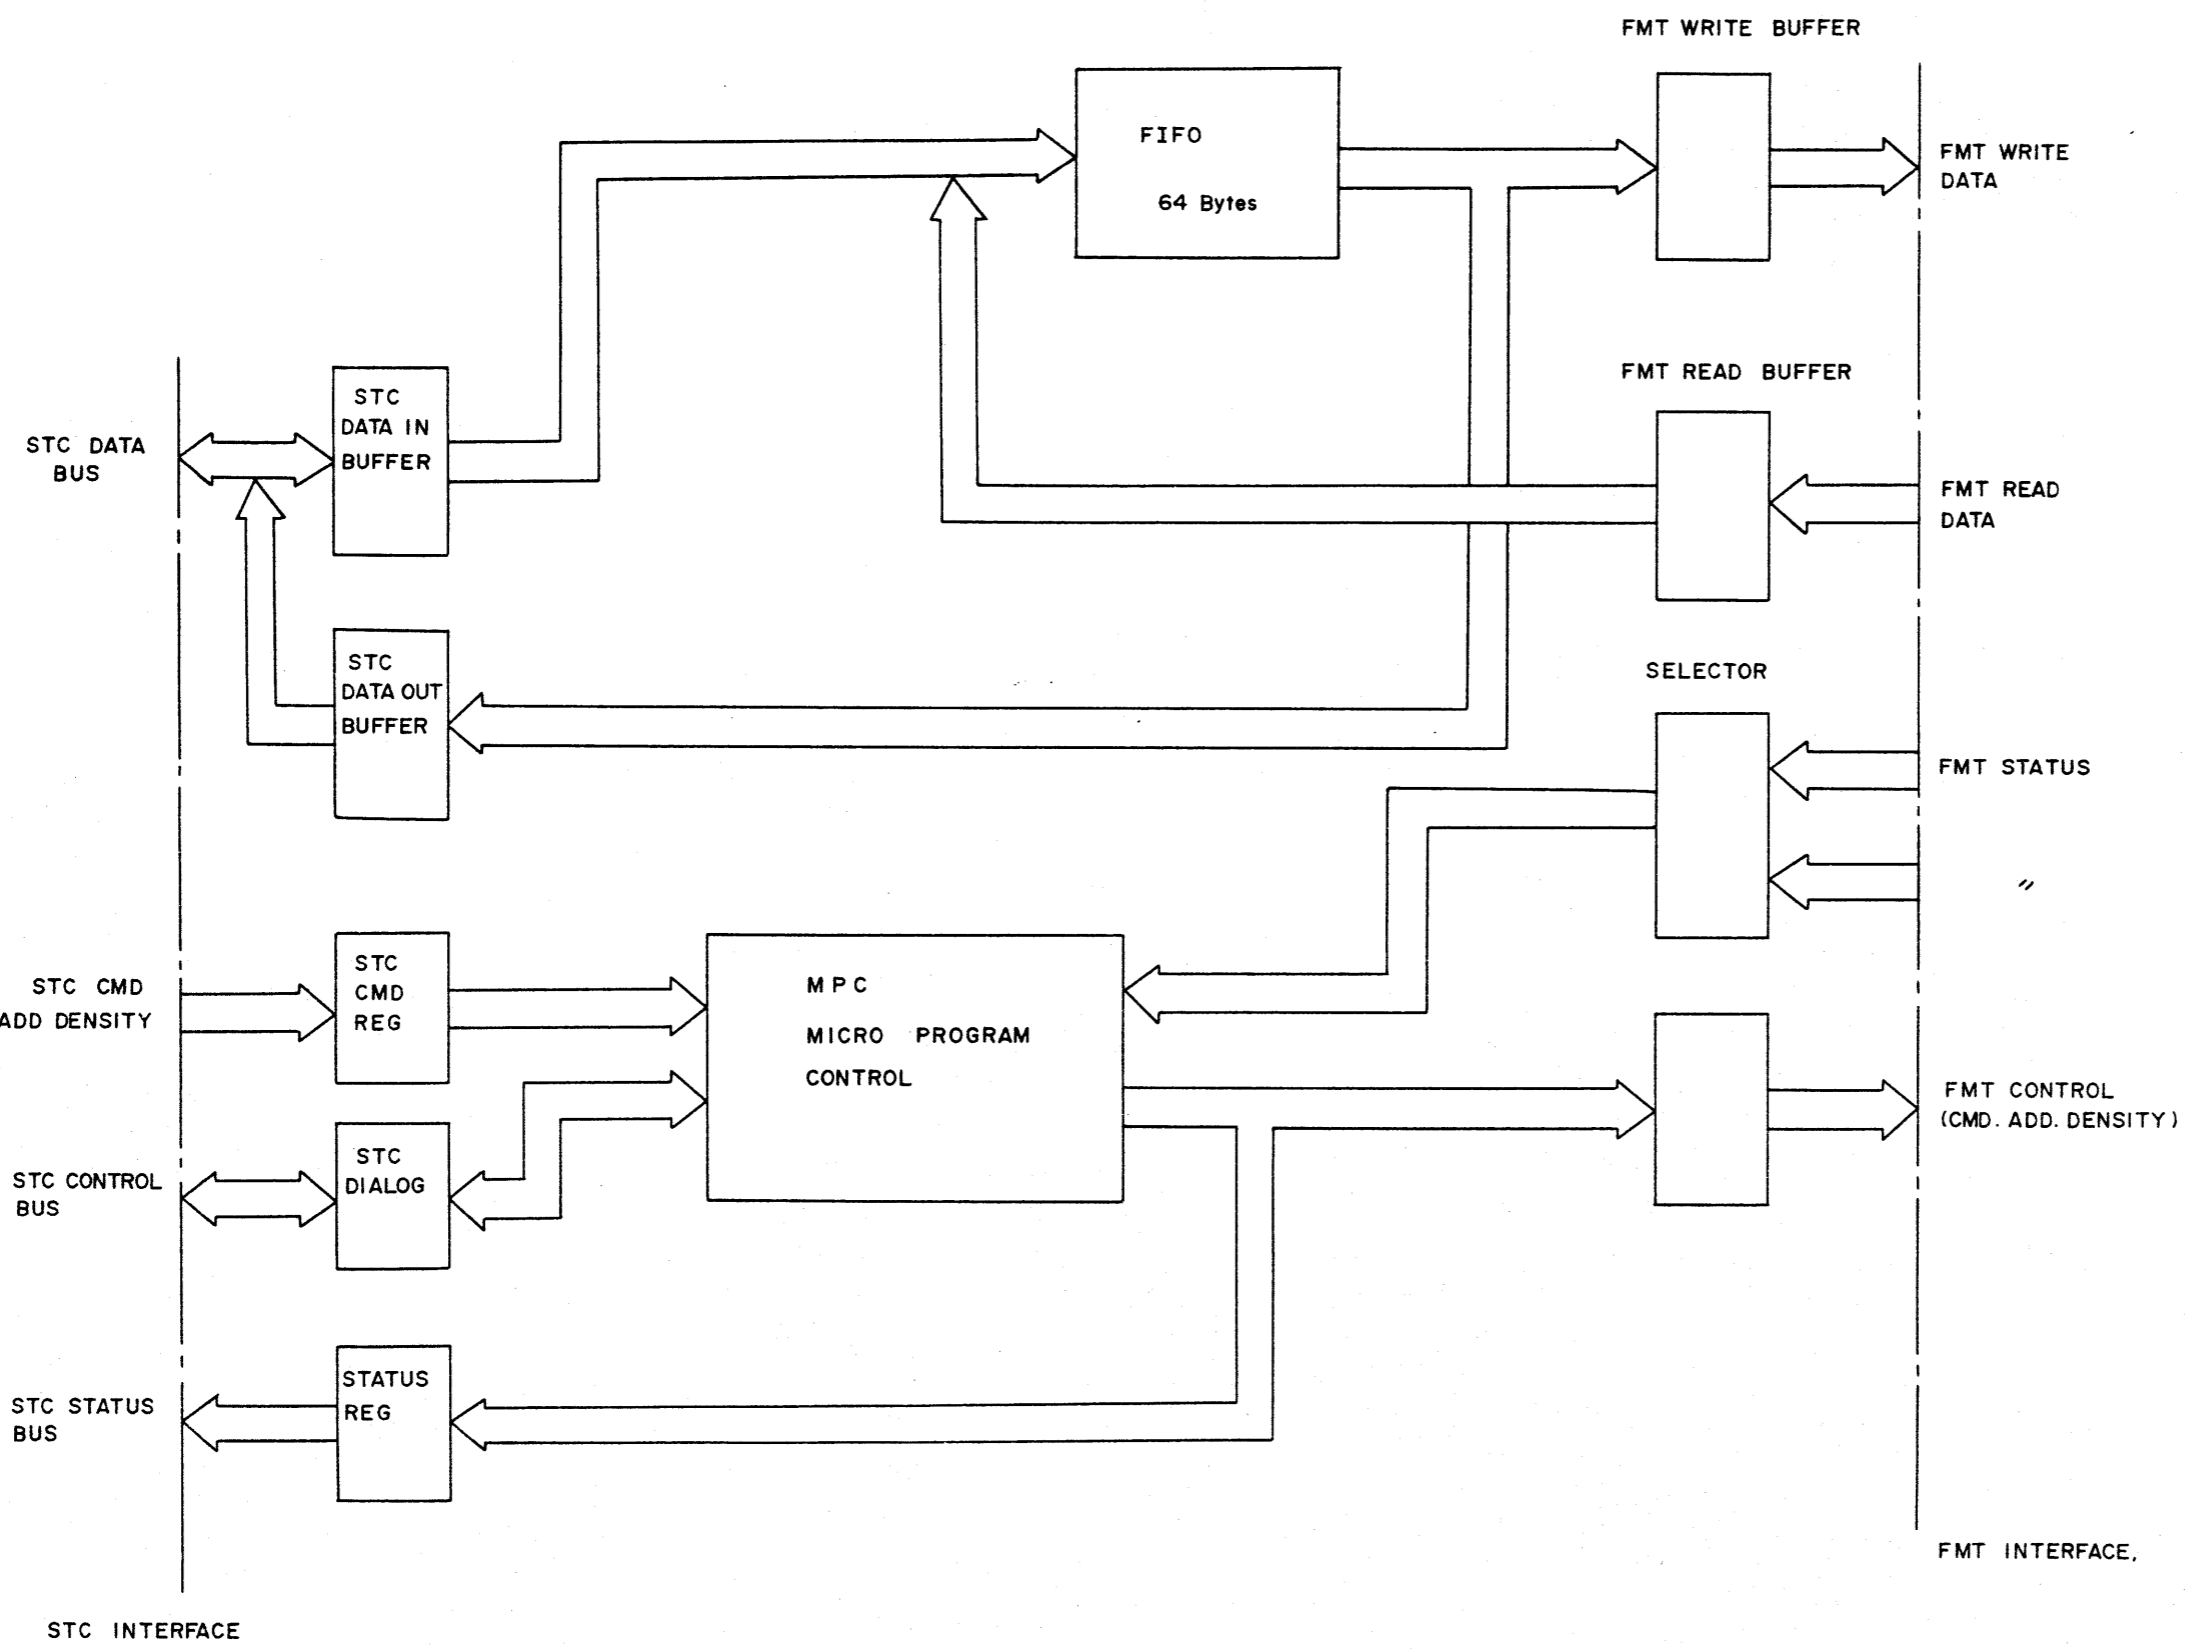 FMT WRITE BUFFER
FIFO
64 Bytes
FMT WRITE
DATA
FMT READ BUFFER
STC
DATA IN
BUFFER
STC DATA
BUS
FMT READ
DATA
STC
DATA OUT
BUFFER
SELECTOR
FMT STATUS
"
STC
CMD
REG
STC CMD
ADD DENSITY
MPC
MICRO PROGRAM
CONTROL
FMT CONTROL
(CMD. ADD. DENSITY)
STC
DIALOG
STC CONTROL
BUS
STATUS
REG
STC STATUS
BUS
FMT INTERFACE.
STC INTERFACE